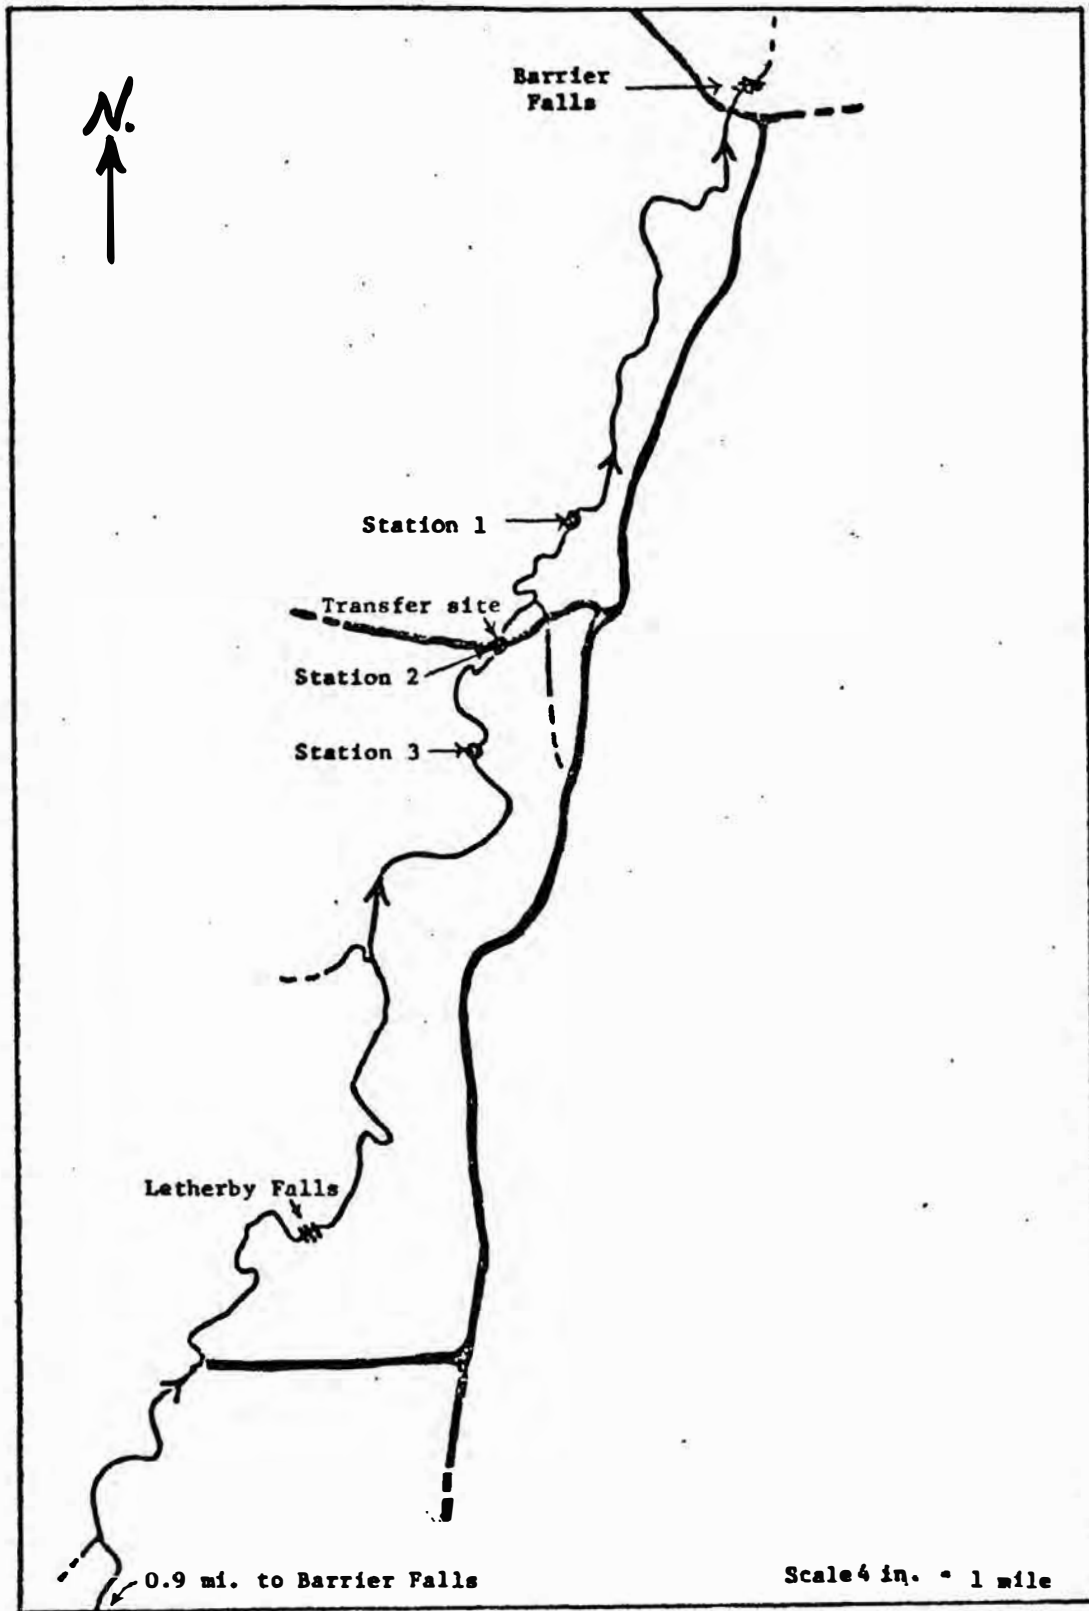 Barrier
Falls
N.
Station 1
Transfer site
Station 2
Station 3
Letherby Falls
0.9 mi. to Barrier Falls
Scale 4 in. = 1 mile